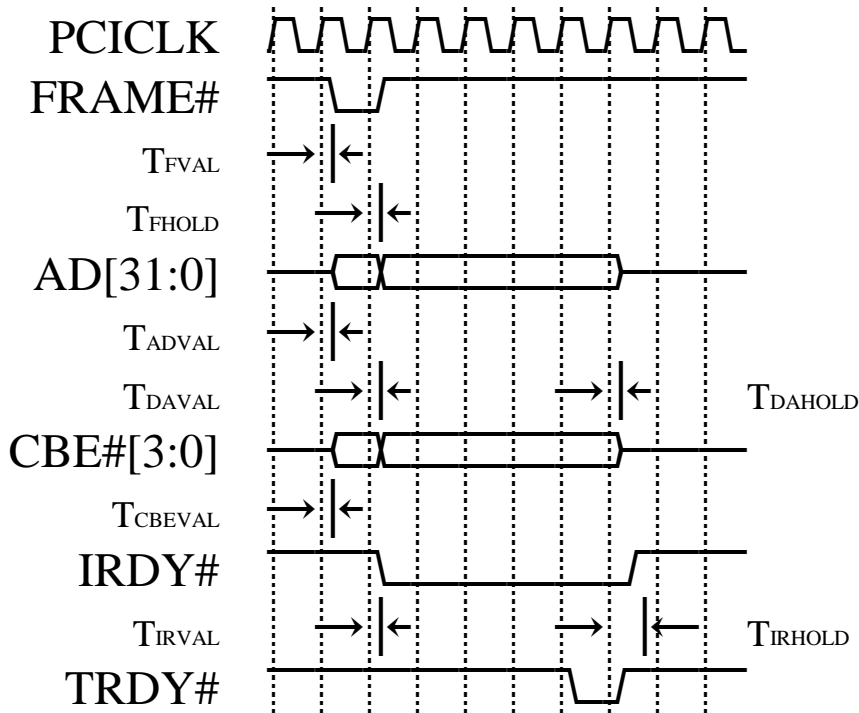 PCICLK
FRAME#
TFVAL
TFHOLD
AD[31:0]
TADVAL
TDAVAL TDAHOLD
CBE#[3:0]
TCBEVAL
IRDY#
TIRVAL TIRHOLD
TRDY#